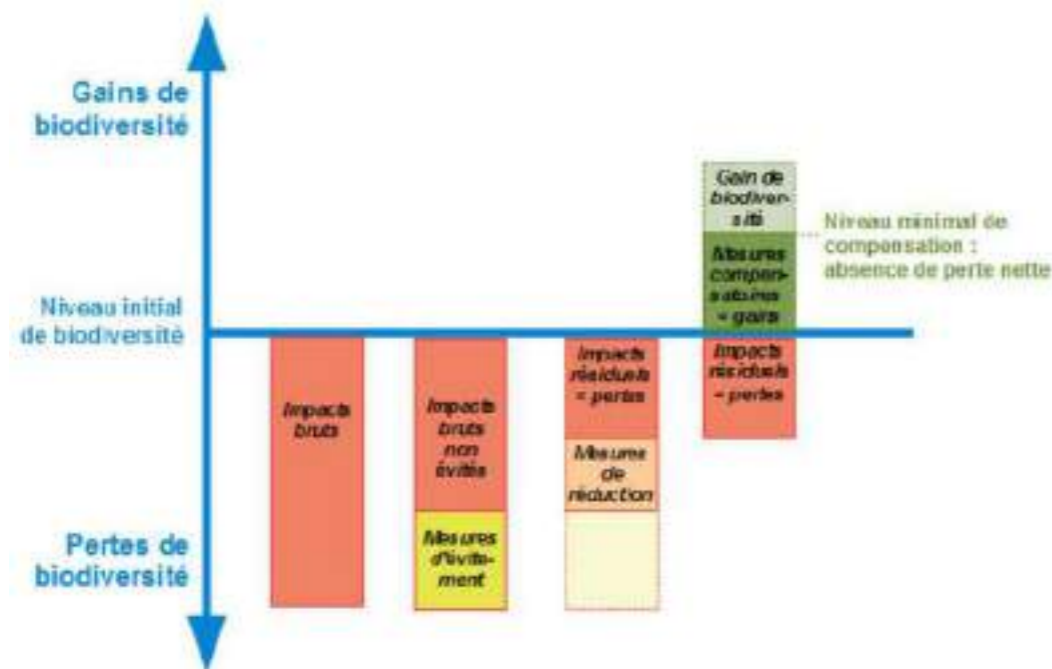 Gains de
biodiversité
Niveau initial
de biodiversité
Pertes de
biodiversité
Impacts
bruts
Impacts
bruts
non
évités
Mesures
d'évite-
ment
Impacts
résiduels
= pertes
Mesures
de
réduction
Gain de
biodiver-
sité
Mesures
compen-
satoires
= gains
Impacts
résiduels
= pertes
Niveau minimal de
compensation :
absence de perte nette